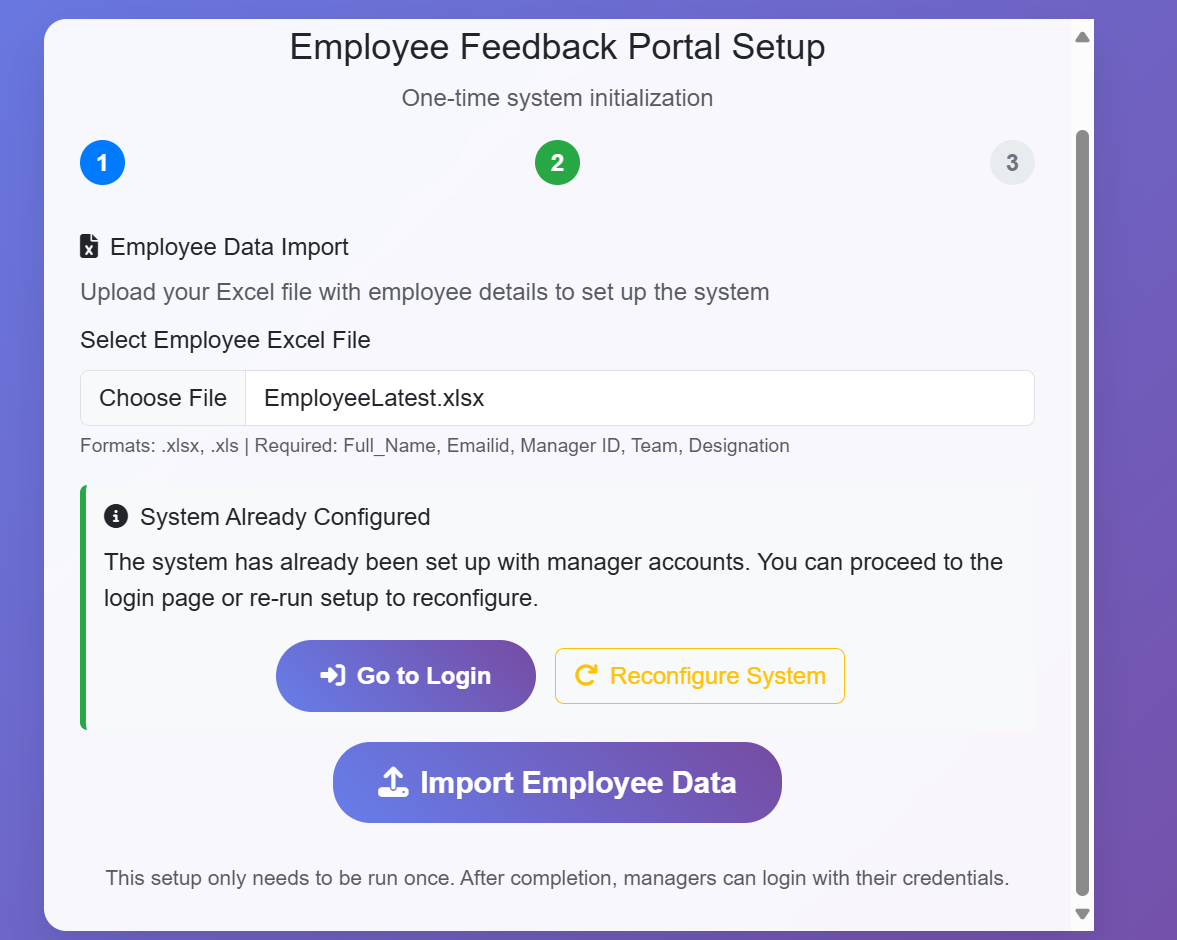 Employee Feedback Portal Setup
One-time system initialization
1 2 3
Employee Data Import
Upload your Excel file with employee details to set up the system
Select Employee Excel File
Choose File EmployeeLatest.xlsx
Formats: .xlsx, .xls | Required: Full_Name, Emailid, Manager ID, Team, Designation
System Already Configured
The system has already been set up with manager accounts. You can proceed to the
login page or re-run setup to reconfigure.
Go to Login Reconfigure System
Import Employee Data
This setup only needs to be run once. After completion, managers can login with their credentials.